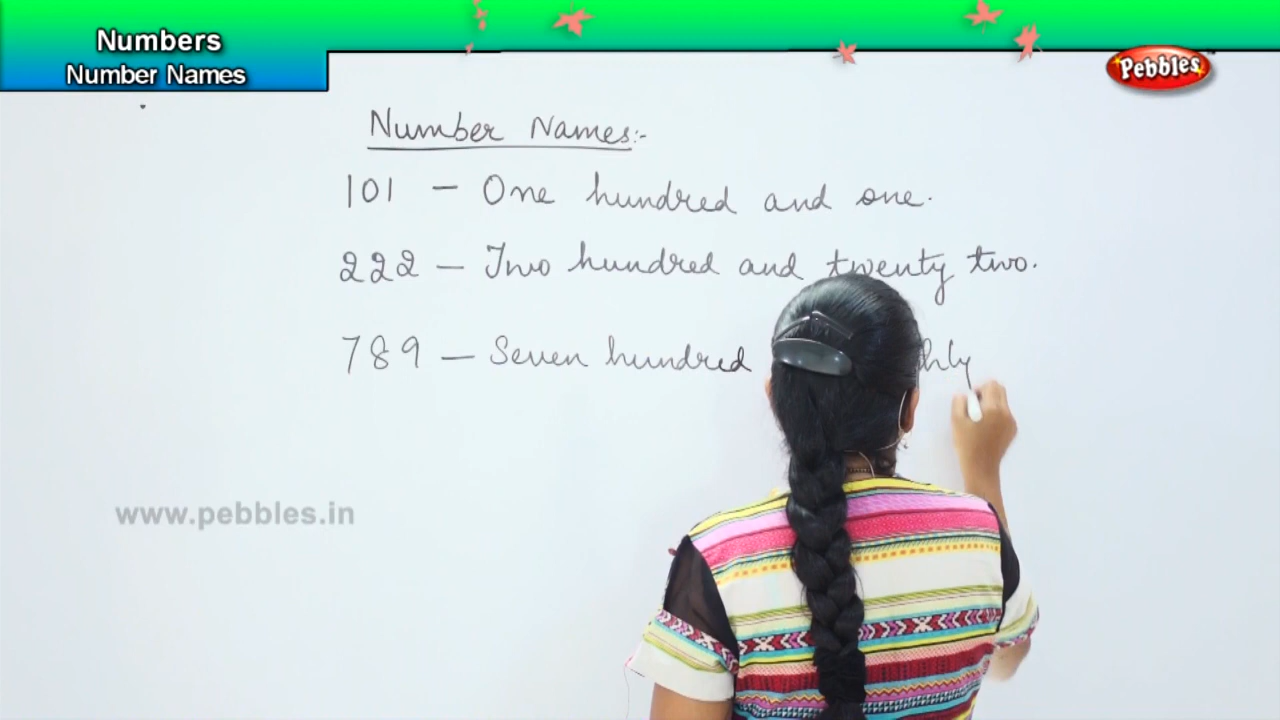 Numbers
Number Names
Pebbles
Number Names:-
101 - One hundred and one.
222 - Two hundred and twenty two.
789 - Seven hundred
www.pebbles.in